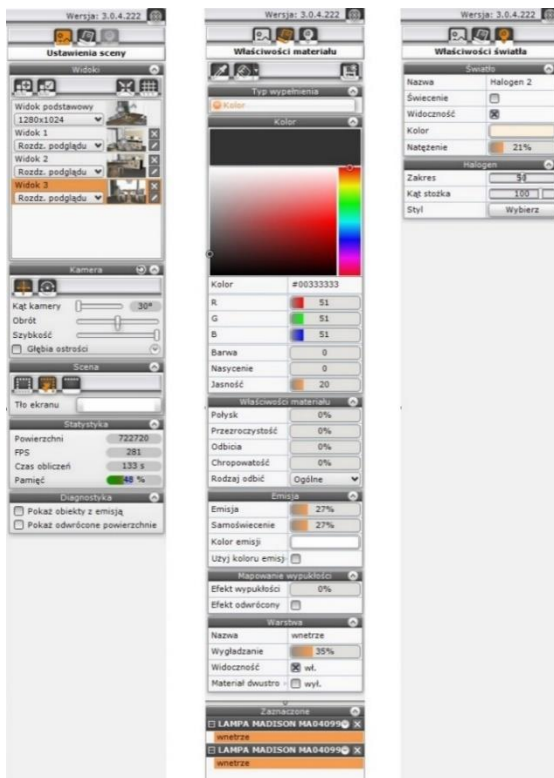 Wersja: 3.0.4.222
Ustawienia sceny
Widoki
Widok podstawowy
1280x1024
Widok 1
Rozdz. podglądu
Widok 2
Rozdz. podglądu
Widok 3
Rozdz. podglądu
Kamera
Kąt kamery 30°
Obrót
Szybkość
Głębia ostrości
Scena
Tło ekranu
Statystyka
Powierzchni 722720
FPS 281
Czas obliczeń 133 s
Pamięć 48 %
Diagnostyka
Pokaż obiekty z emisją
Pokaż odwrócone powierzchnie
Wersja: 3.0.4.222
Właściwości materiału
Typ wypełnienia
Kolor
Kolor
Kolor #00333333
R 51
G 51
B 51
Barwa 0
Nasycenie 0
Jasność 20
Właściwości materiału
Połysk 0%
Przezroczystość 0%
Odbicia 0%
Chropowatość 0%
Rodzaj odbić Ogólne
Emisja
Emisja 27%
Samoświecenie 27%
Kolor emisji
Użyj koloru emisj
Mapowanie wypukłości
Efekt wypukłości 0%
Efekt odwrócony
Warstwa
Nazwa wnetrze
Wygładzanie 35%
Widoczność wł.
Materiał dwustro wył.
Zaznaczone
LAMPA MADISON MA04099
wnetrze
LAMPA MADISON MA04099
wnetrze
Wersja: 3.0.4.222
Właściwości światła
Światło
Nazwa Halogen 2
Świecenie
Widoczność
Kolor
Natężenie 21%
Halogen
Zakres
Kąt stożka 100
Styl Wybierz